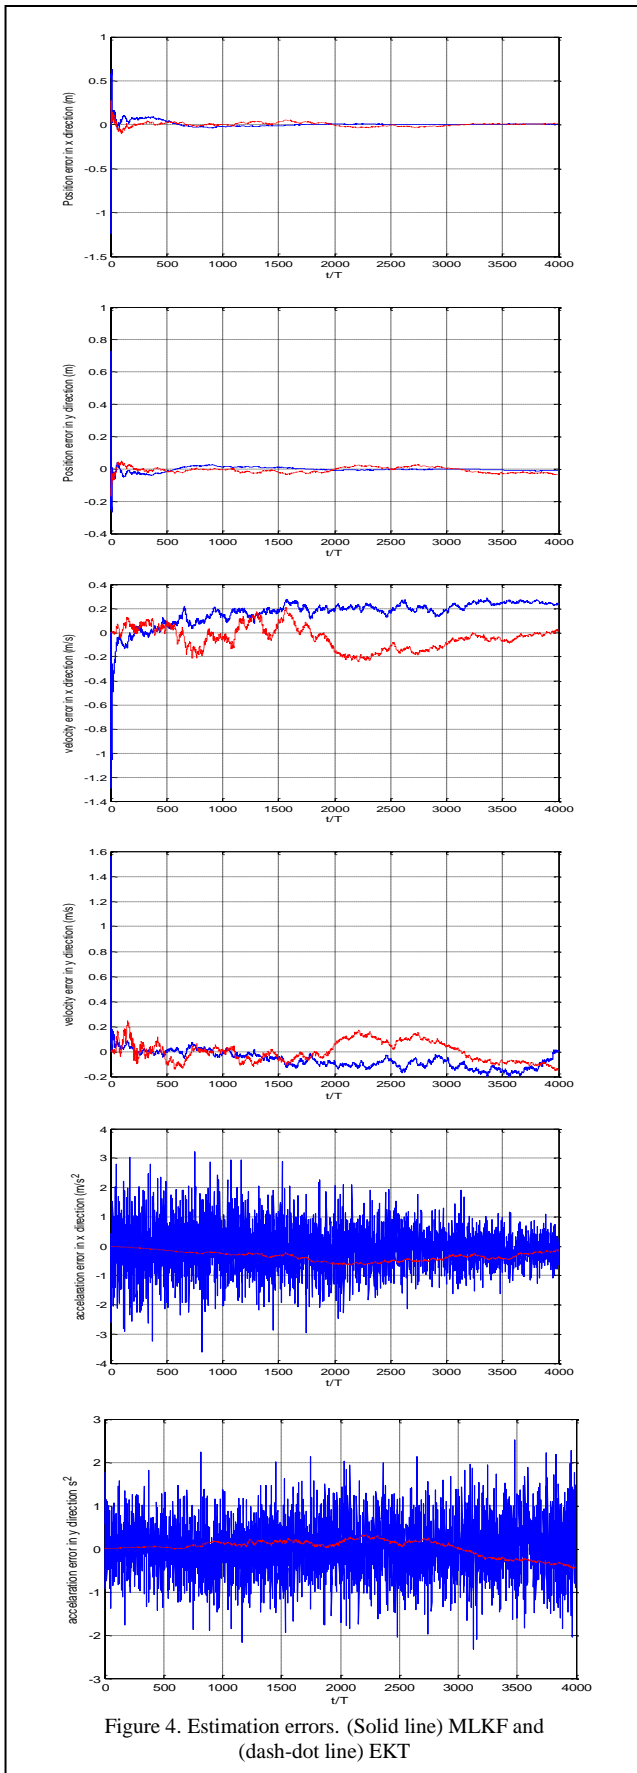 1
0.5
0
-0.5
-1
-1.5
Position error in x direction (m)
0 500 1000 1500 2000 2500 3000 3500 4000
t/T
1
0.8
0.6
0.4
0.2
0
-0.2
-0.4
Position error in y direction (m)
0 500 1000 1500 2000 2500 3000 3500 4000
t/T
0.4
0.2
0
-0.2
-0.4
-0.6
-0.8
-1
-1.2
-1.4
velocity error in x direction (m/s)
0 500 1000 1500 2000 2500 3000 3500 4000
t/T
1.6
1.4
1.2
1
0.8
0.6
0.4
0.2
0
-0.2
velocity error in y direction (m/s)
0 500 1000 1500 2000 2500 3000 3500 4000
t/T
4
3
2
1
0
-1
-2
-3
-4
accelaration error in x direction (m/s²
0 500 1000 1500 2000 2500 3000 3500 4000
t/T
3
2
1
0
-1
-2
-3
accelaration error in y direction s²
0 500 1000 1500 2000 2500 3000 3500 4000
t/T
Figure 4. Estimation errors. (Solid line) MLKF and
(dash-dot line) EKT